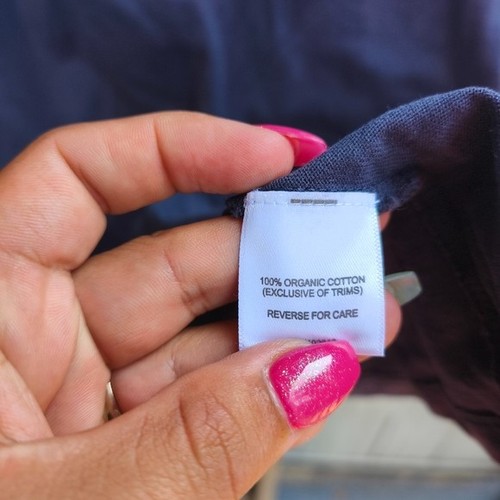 100% ORGANIC COTTON
(EXCLUSIVE OF TRIMS)
REVERSE FOR CARE